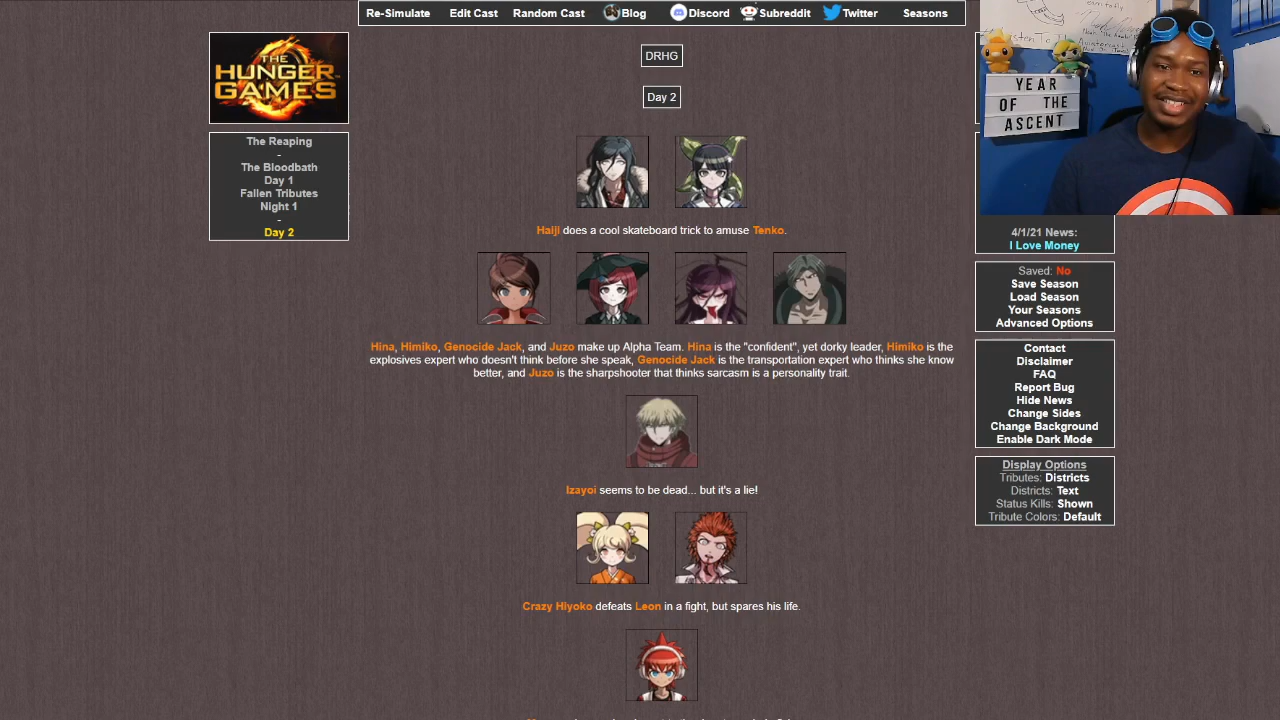 Re-Simulate Edit Cast Random Cast Blog Discord Subreddit Twitter Seasons
THE
HUNGER
GAMES
The Reaping
-
The Bloodbath
Day 1
Fallen Tributes
Night 1
-
Day 2
DRHG
Day 2
Haiji does a cool skateboard trick to amuse Tenko.
Hina, Himiko, Genocide Jack, and Juzo make up Alpha Team. Hina is the "confident", yet dorky leader, Himiko is the
explosives expert who doesn't think before she speak, Genocide Jack is the transportation expert who thinks she know
better, and Juzo is the sharpshooter that thinks sarcasm is a personality trait.
Izayoi seems to be dead... but it's a lie!
Crazy Hiyoko defeats Leon in a fight, but spares his life.
YEAR
OF THE
ASCENT
4/1/21 News:
I Love Money
Saved: No
Save Season
Load Season
Your Seasons
Advanced Options
Contact
Disclaimer
FAQ
Report Bug
Hide News
Change Sides
Change Background
Enable Dark Mode
Display Options
Tributes: Districts
Districts: Text
Status Kills: Shown
Tribute Colors: Default